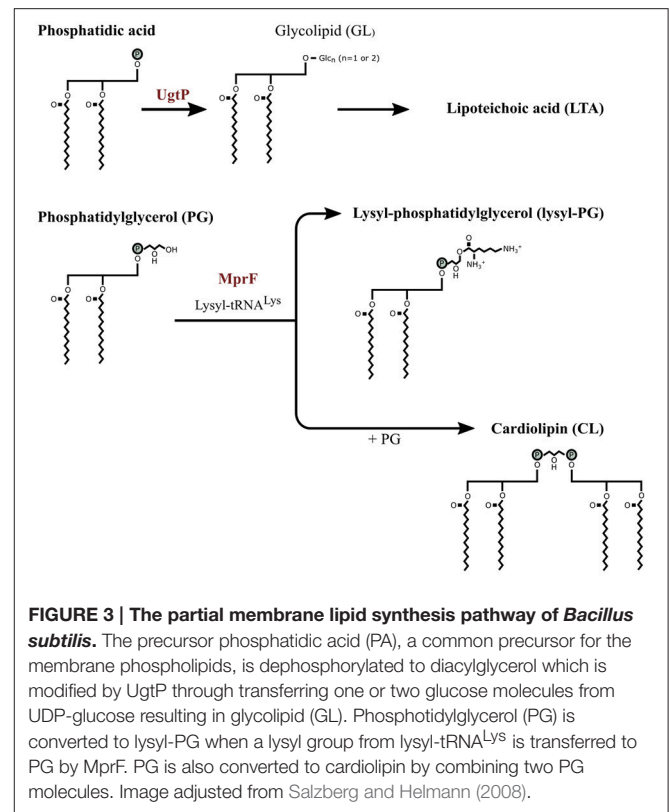 Phosphatidic acid
Glycolipid (GL)
P
O
O
O
O
UgtP
O – Glcn (n=1 or 2)
O
O
O
Lipoteichoic acid (LTA)
Phosphatidylglycerol (PG)
P
OH
O
O
H
O
O
O
MprF
Lysyl-tRNALys
Lysyl-phosphatidylglycerol (lysyl-PG)
O
O
NH3+
NH3+
P
O
O
H
O
O
O
+ PG
Cardiolipin (CL)
P
P
O
O
H
O
O
O
O
O
O
O
FIGURE 3 | The partial membrane lipid synthesis pathway of Bacillus
subtilis. The precursor phosphatidic acid (PA), a common precursor for the
membrane phospholipids, is dephosphorylated to diacylglycerol which is
modified by UgtP through transferring one or two glucose molecules from
UDP-glucose resulting in glycolipid (GL). Phosphotidylglycerol (PG) is
converted to lysyl-PG when a lysyl group from lysyl-tRNALys is transferred to
PG by MprF. PG is also converted to cardiolipin by combining two PG
molecules. Image adjusted from Salzberg and Helmann (2008).